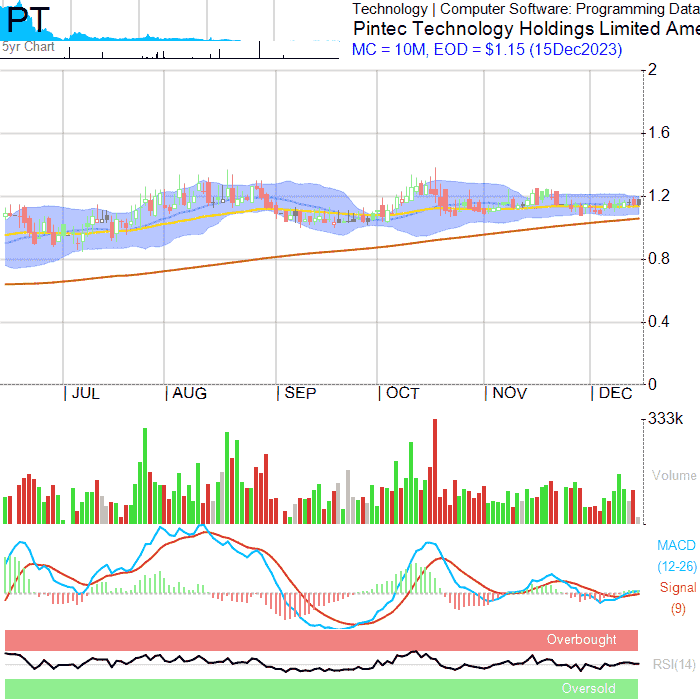 PT
5yr Chart
Technology | Computer Software: Programming Data
Pintec Technology Holdings Limited Ame
MC = 10M, EOD = $1.15 (15Dec2023)
2
1.6
1.2
0.8
0.4
0
JUL
AUG
SEP
OCT
NOV
DEC
333k
Volume
MACD
(12-26)
Signal
(9)
Overbought
RSI(14)
Oversold